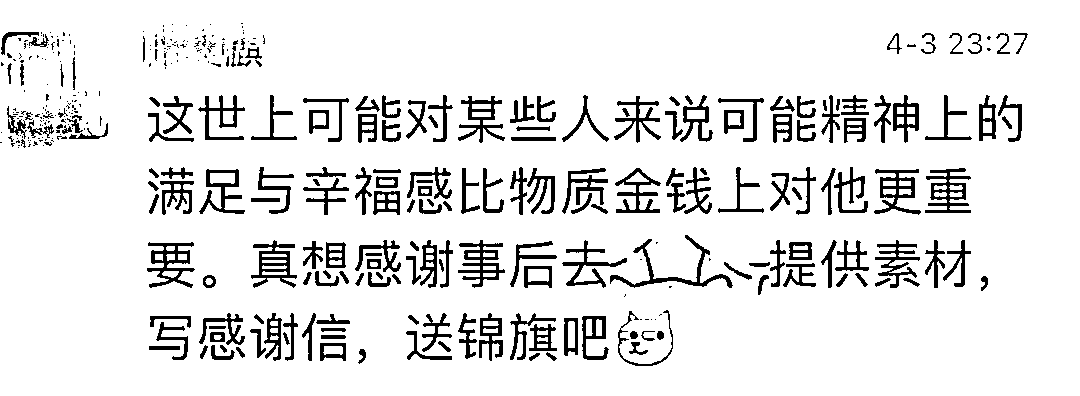 4-3 23:27
这世上可能对某些人来说可能精神上的
满足与辛福感比物质金钱上对他更重
要。真想感谢事后去提供素材，
写感谢信，送锦旗吧